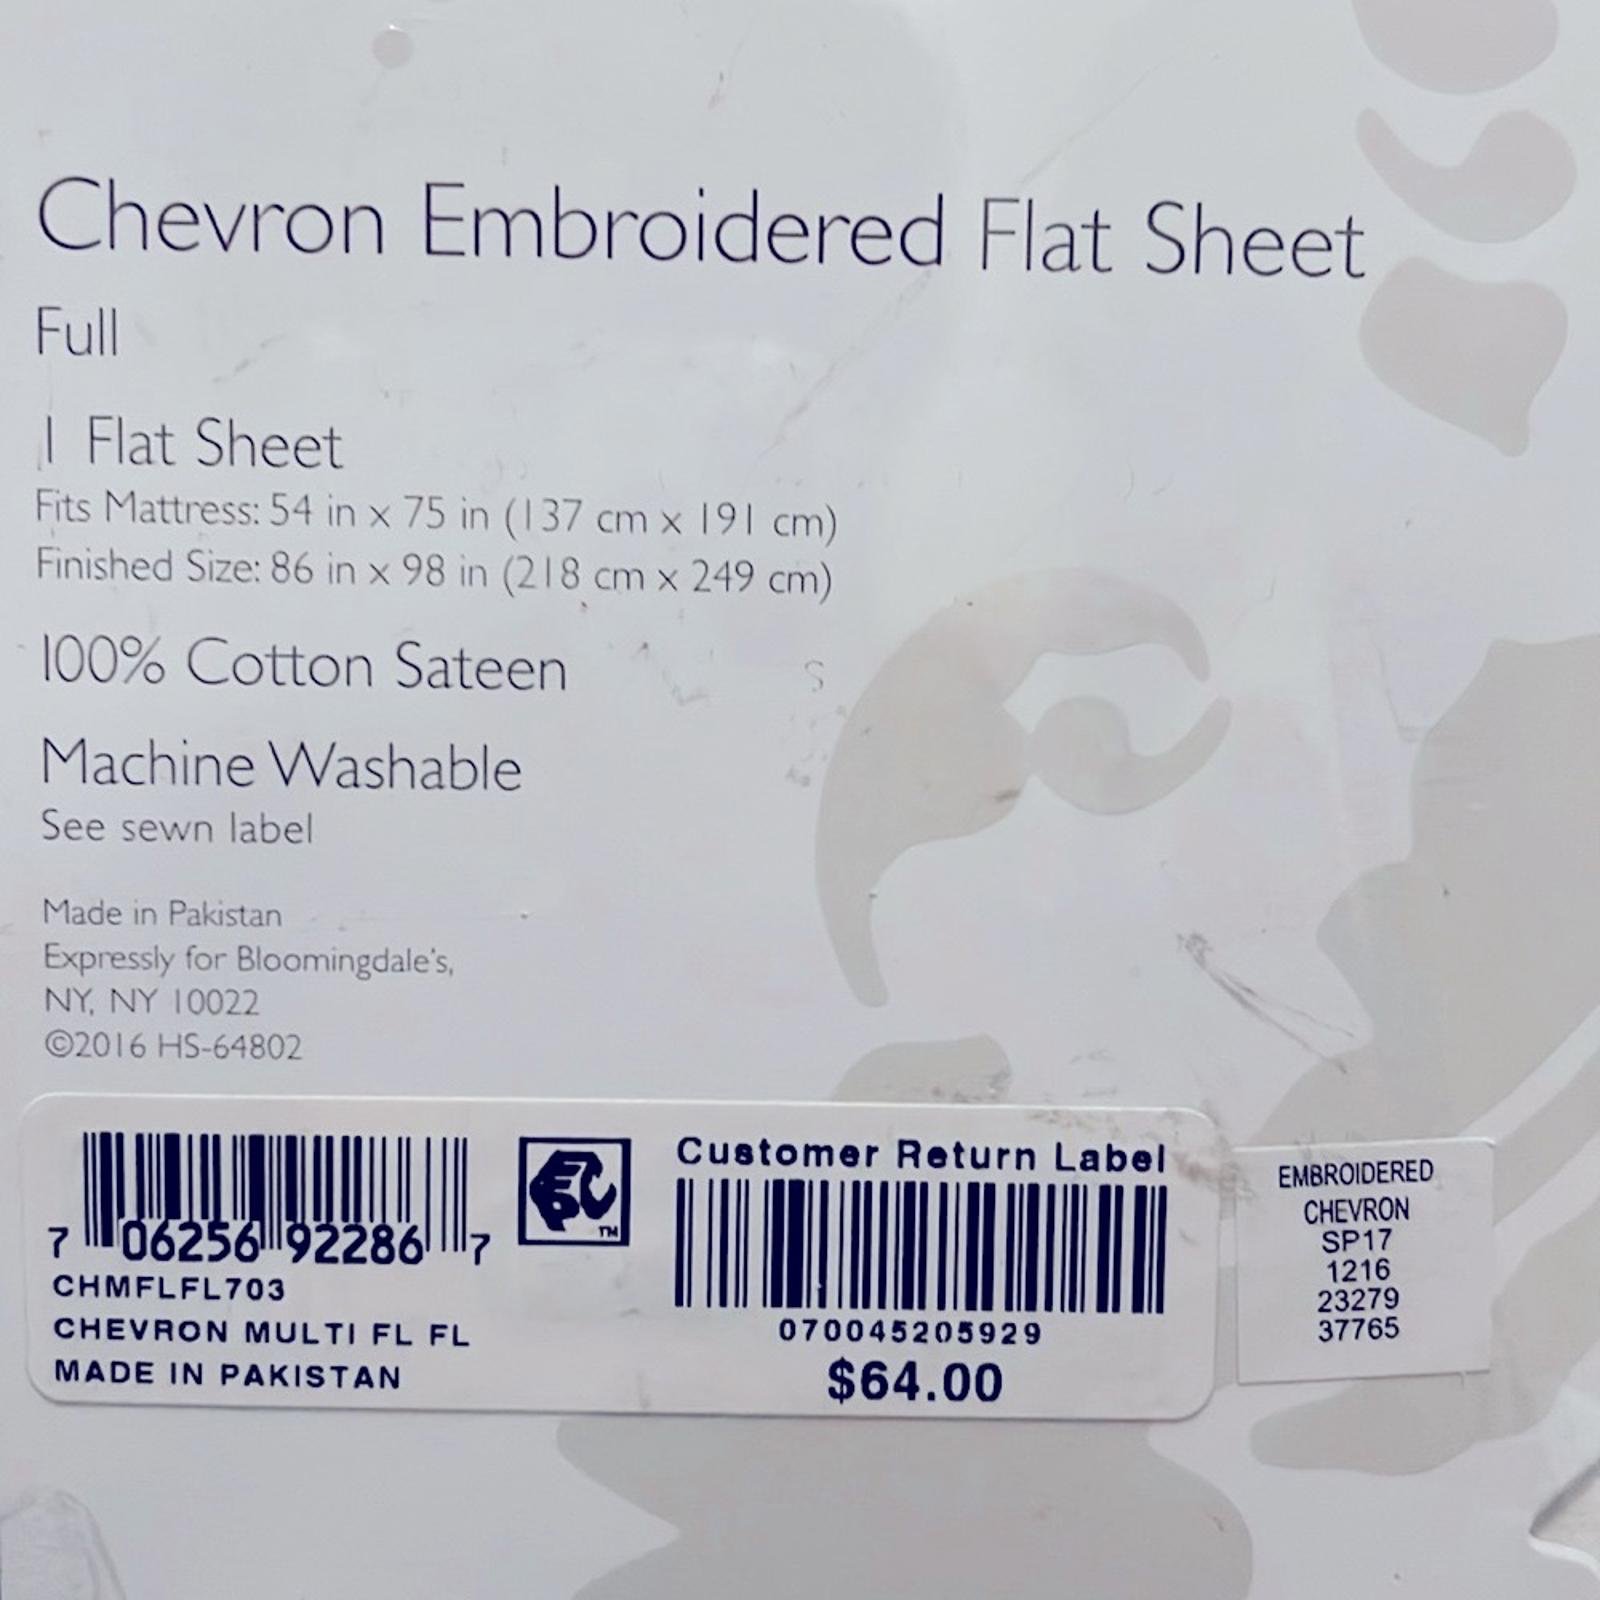 Chevron Embroidered Flat Sheet
Full
1 Flat Sheet
Fits Mattress: 54 in x 75 in (137 cm x 191 cm)
Finished Size: 86 in x 98 in (218 cm x 249 cm)
100% Cotton Sateen
Machine Washable
See sewn label
Made in Pakistan
Expressly for Bloomingdale's,
NY, NY 10022
©2016 HS-64802
7 06256 92286 7
CHMFLFL703
CHEVRON MULTI FL FL
MADE IN PAKISTAN
TM
Customer Return Label
070045205929
$64.00
EMBROIDERED
CHEVRON
SP17
1216
23279
37765